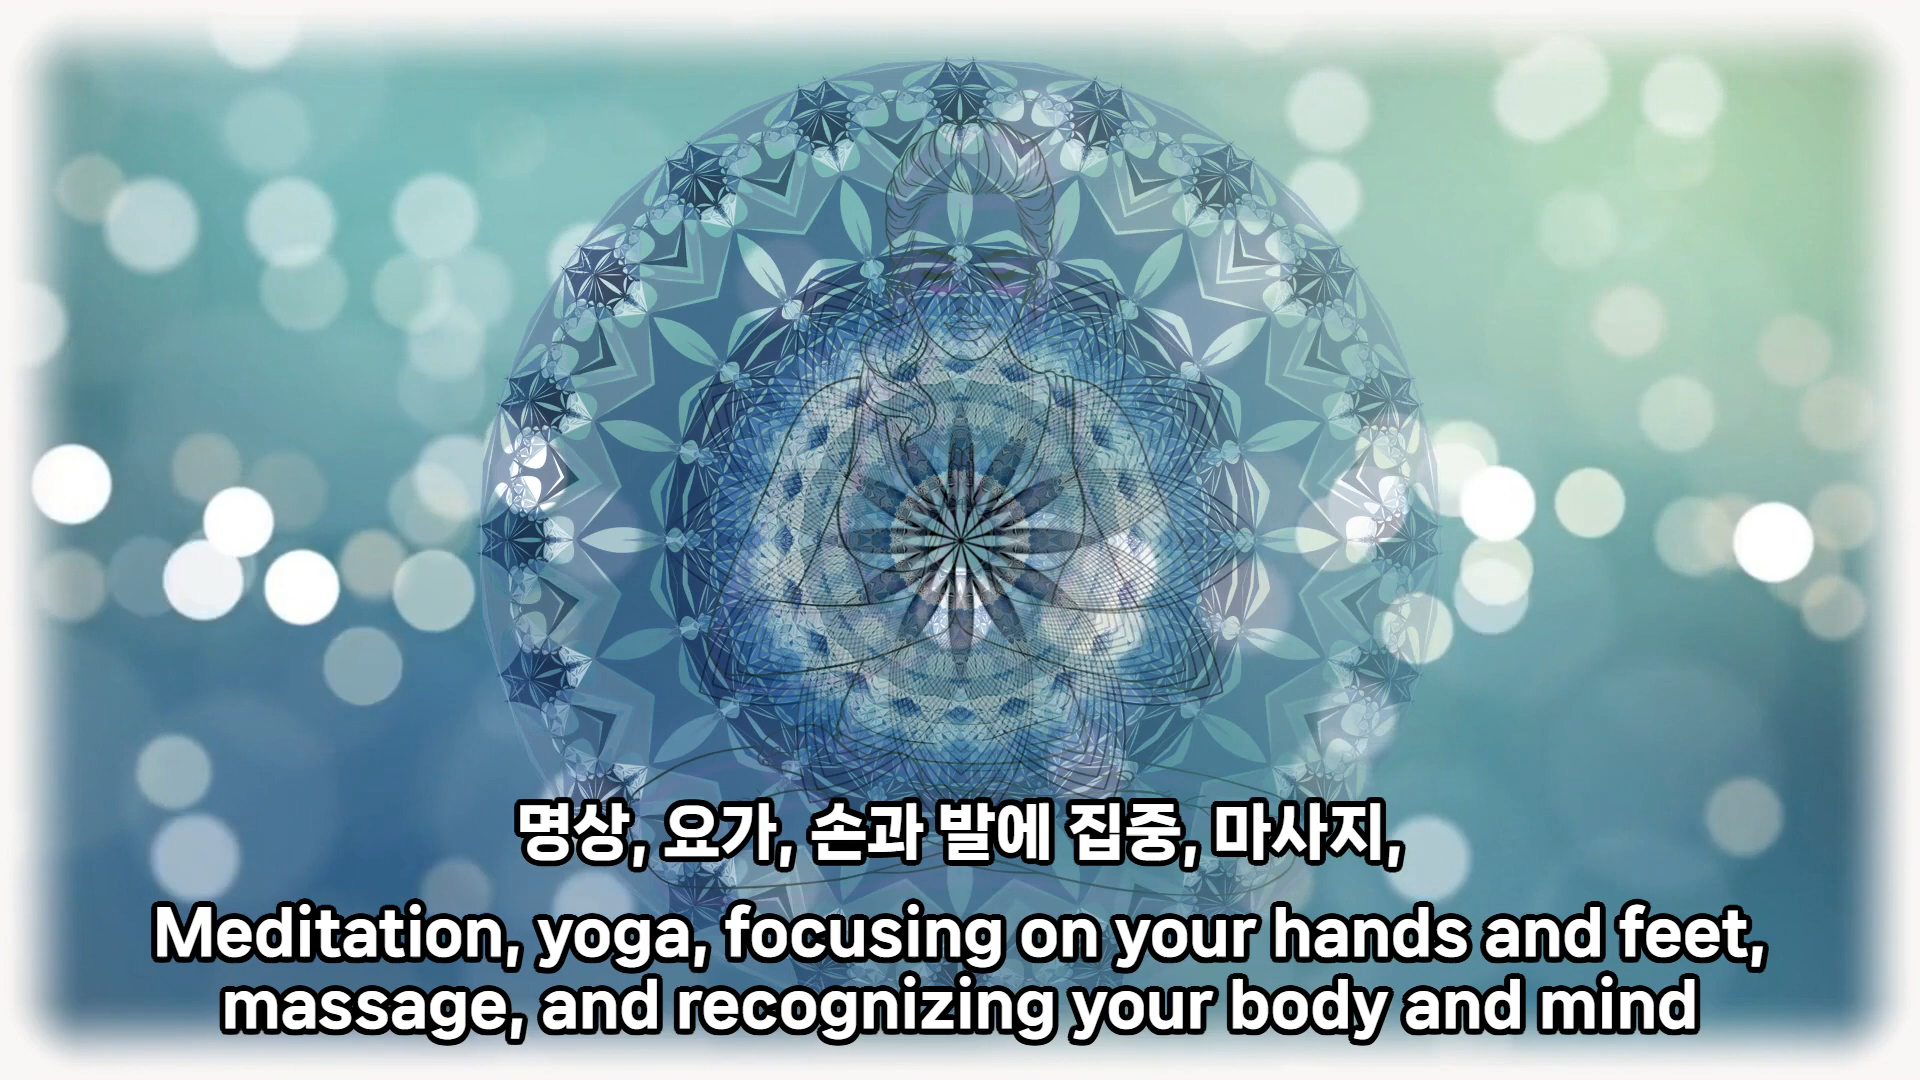 명상, 요가, 손과 발에 집중, 마사지,
Meditation, yoga, focusing on your hands and feet,
massage, and recognizing your body and mind